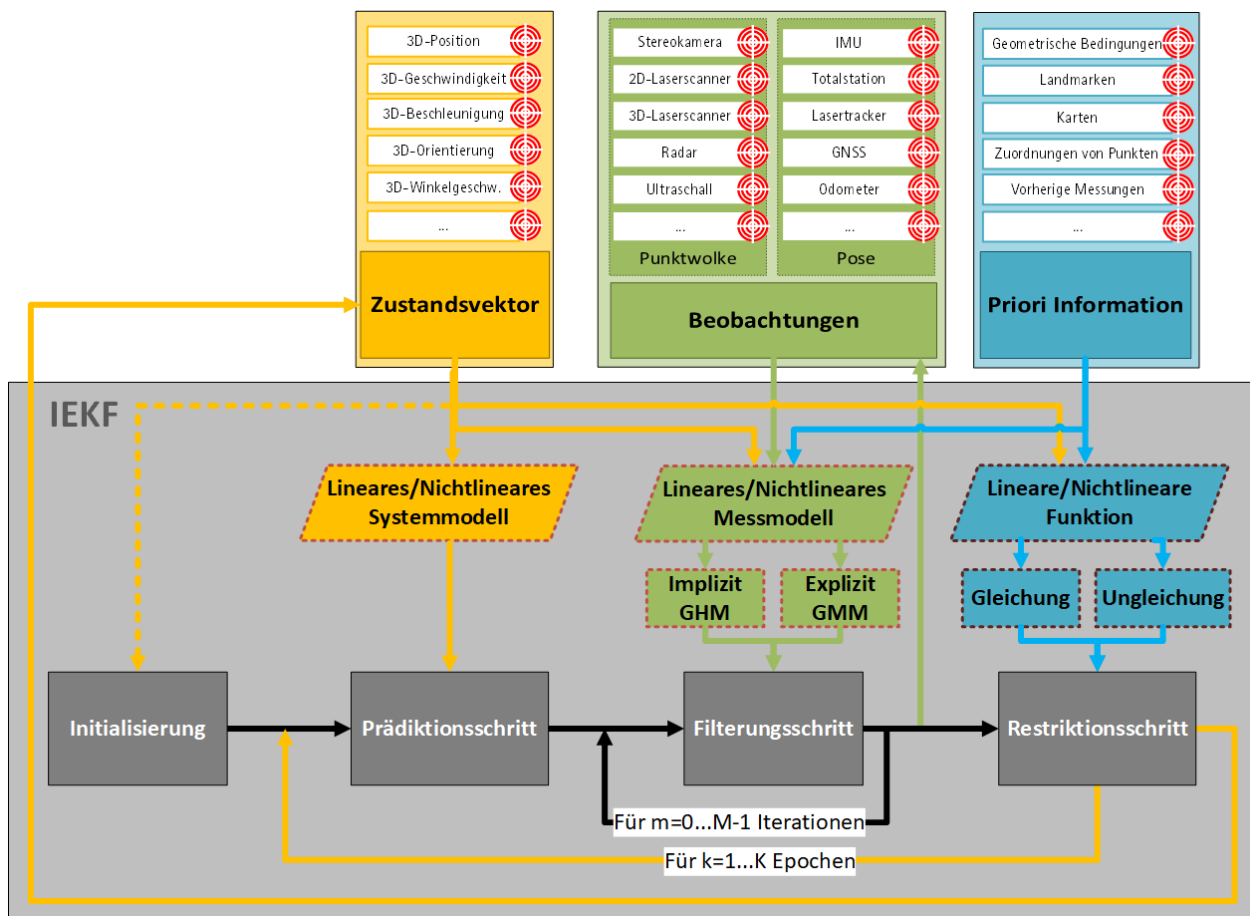 3D-Position
3D-Geschwindigkeit
3D-Beschleunigung
3D-Orientierung
3D-Winkelgeschw.
...
Zustandsvektor
Stereokamera
2D-Laserscanner
3D-Laserscanner
Radar
Ultraschall
...
Punktwolke
IMU
Totalstation
Lasertracker
GNSS
Odometer
...
Pose
Beobachtungen
Geometrische Bedingungen
Landmarken
Karten
Zuordnungen von Punkten
Vorherige Messungen
...
Priori Information
IEKF
Lineares/Nichtlineares
Systemmodell
Lineares/Nichtlineares
Messmodell
Lineare/Nichtlineare
Funktion
Implizit
GHM
Explizit
GMM
Gleichung
Ungleichung
Initialisierung
Prädiktionsschritt
Filterungsschritt
Restriktionsschritt
Für m=0...M-1 Iterationen
Für k=1...K Epochen